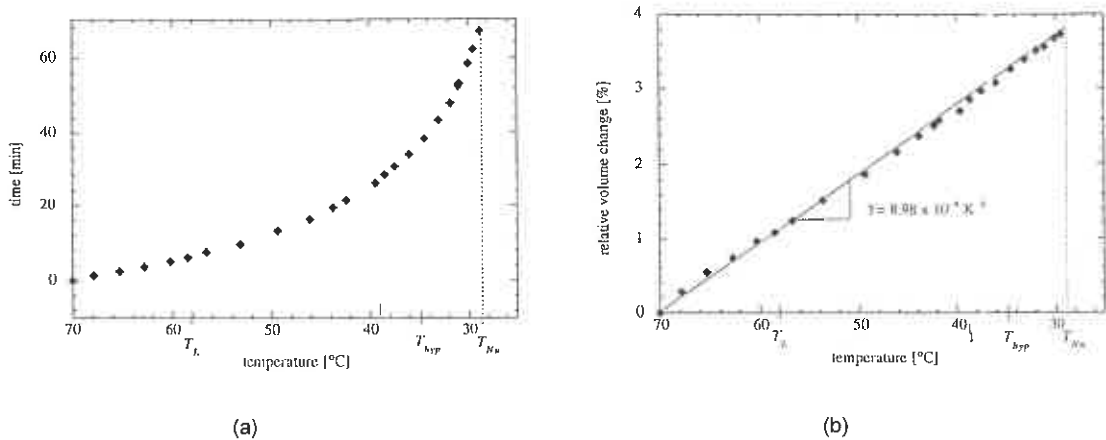 60
40
20
0
time [min]
70
60
50
40
30
T_L
T_hyp
T_Nu
temperature [°C]
(a)
4
3
2
1
0
relative volume change [%]
70
60
50
40
30
T_L
T_hyp
T_Nu
temperature [°C]
(b)